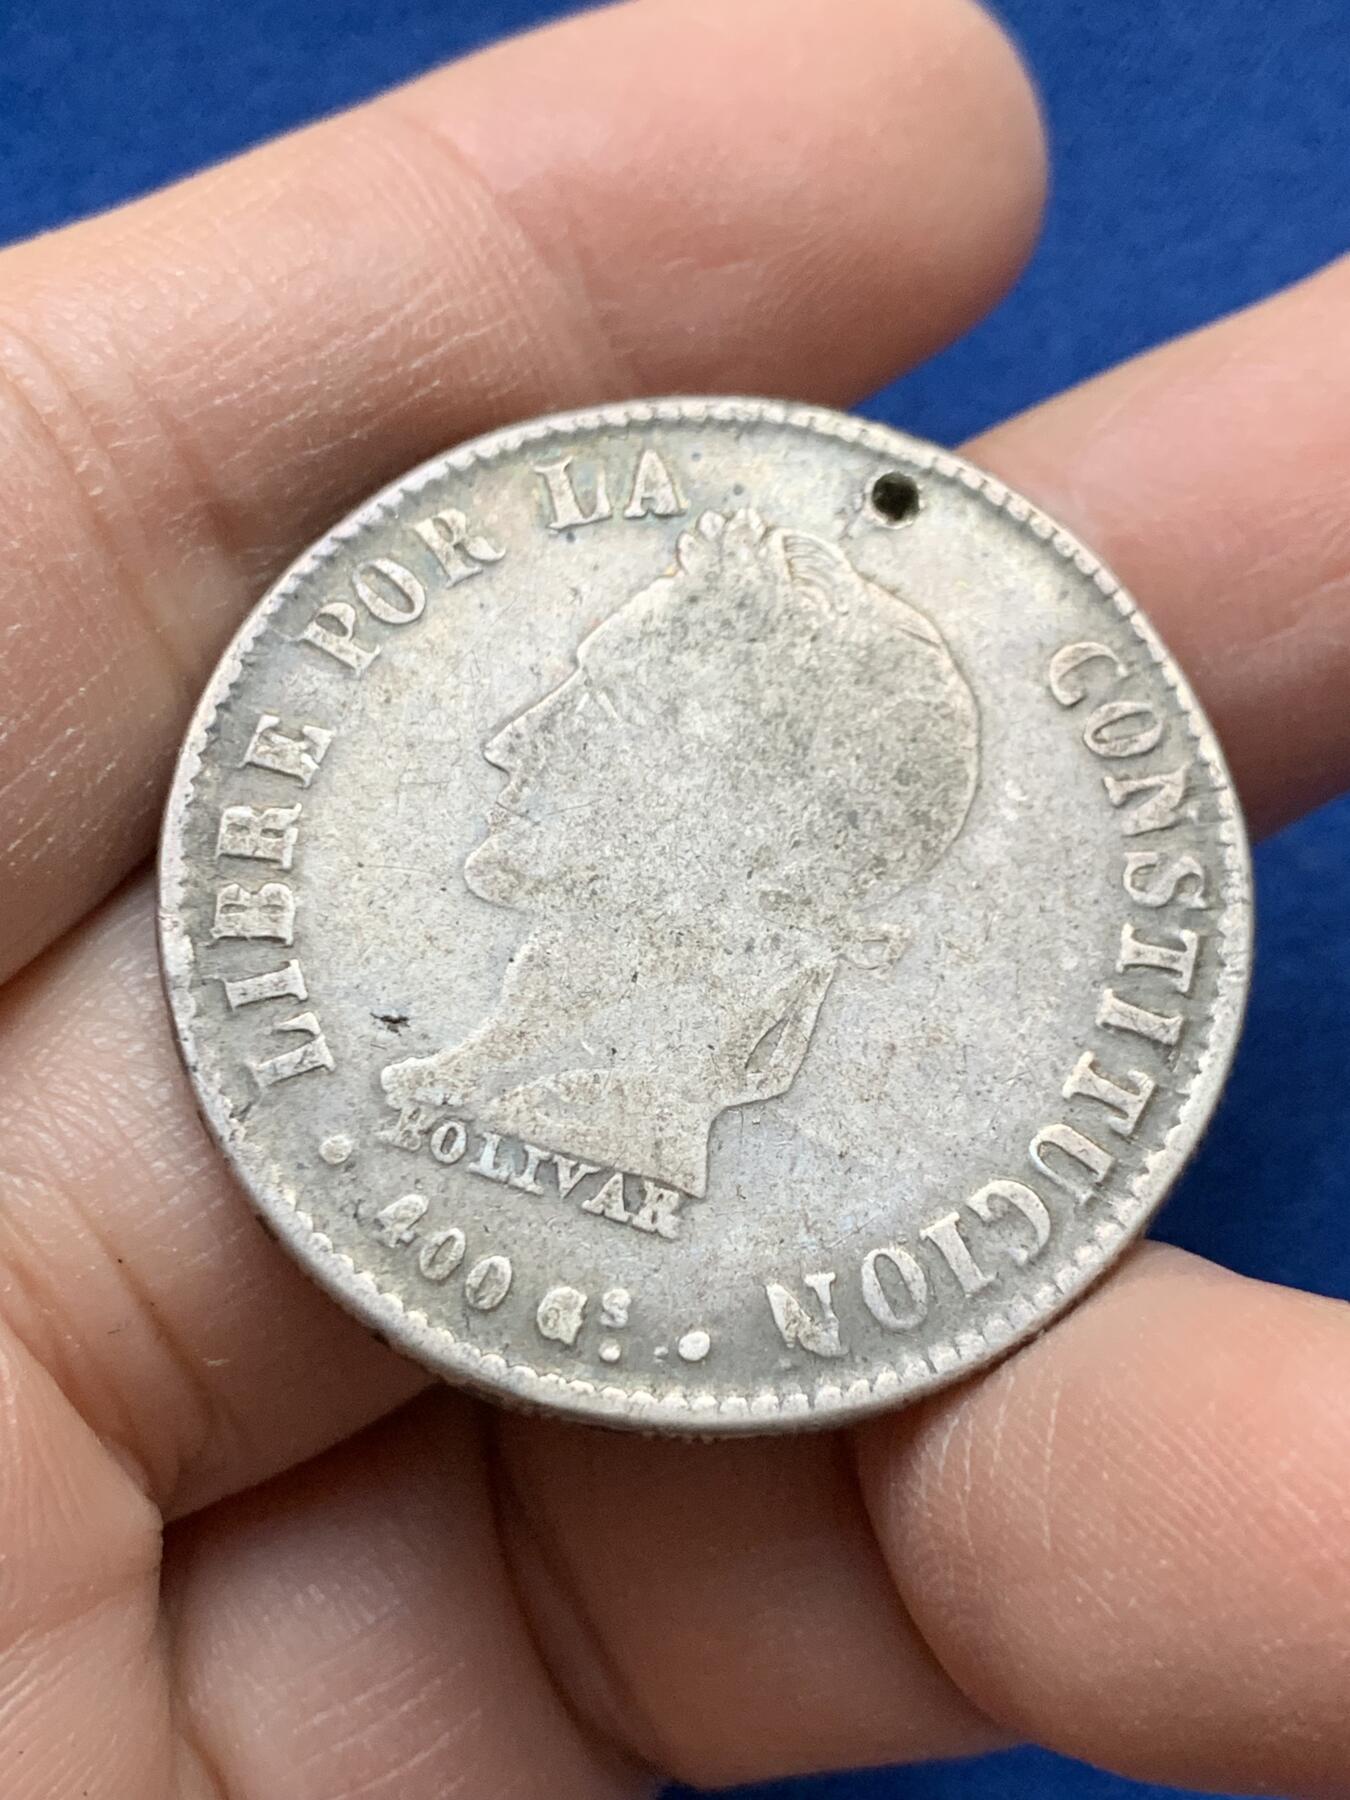 LIBRE POR LA CONSTITUCION
BOLIVAR
400 Gs.